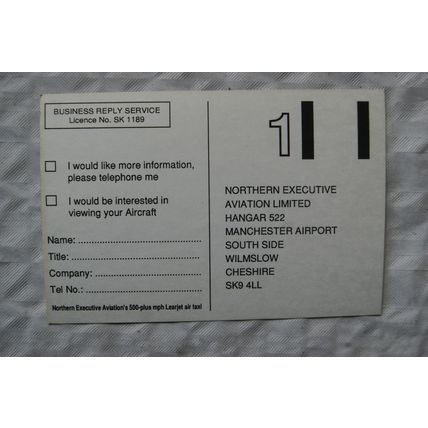 BUSINESS REPLY SERVICE
Licence No. SK 1189
I would like more information,
please telephone me
I would be interested in
viewing your Aircraft
Name: ................................................
Title: ................................................
Company: ................................................
Tel No.: ................................................
Northern Executive Aviation's 500-plus mph Learjet air taxi
1
NORTHERN EXECUTIVE
AVIATION LIMITED
HANGAR 522
MANCHESTER AIRPORT
SOUTH SIDE
WILMSLOW
CHESHIRE
SK9 4LL